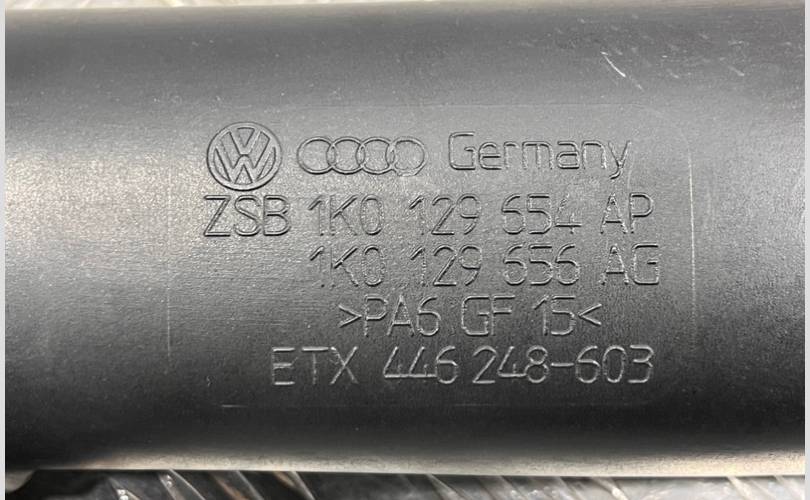 Germany
ZSB 1K0 129 654 AP
1K0 129 656 AG
>PA6 GF 15<
ETX 446 248-603